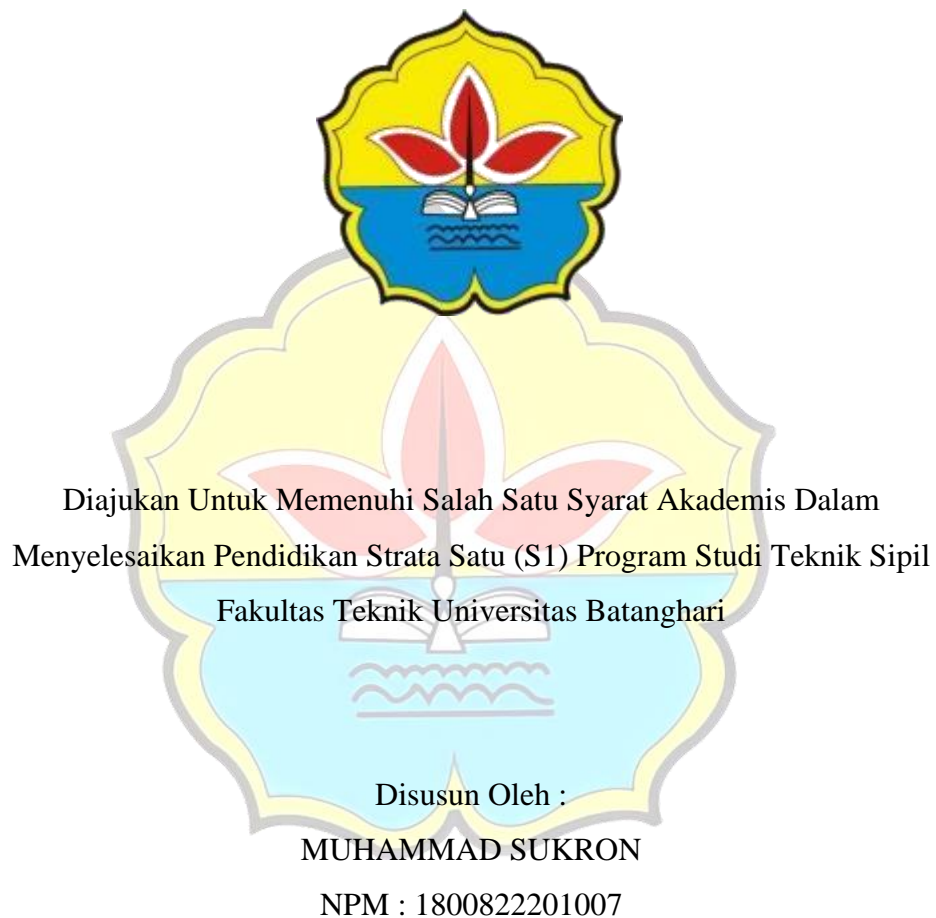 Diajukan Untuk Memenuhi Salah Satu Syarat Akademis Dalam
Menyelesaikan Pendidikan Strata Satu (S1) Program Studi Teknik Sipil
Fakultas Teknik Universitas Batanghari
Disusun Oleh :
MUHAMMAD SUKRON
NPM : 1800822201007